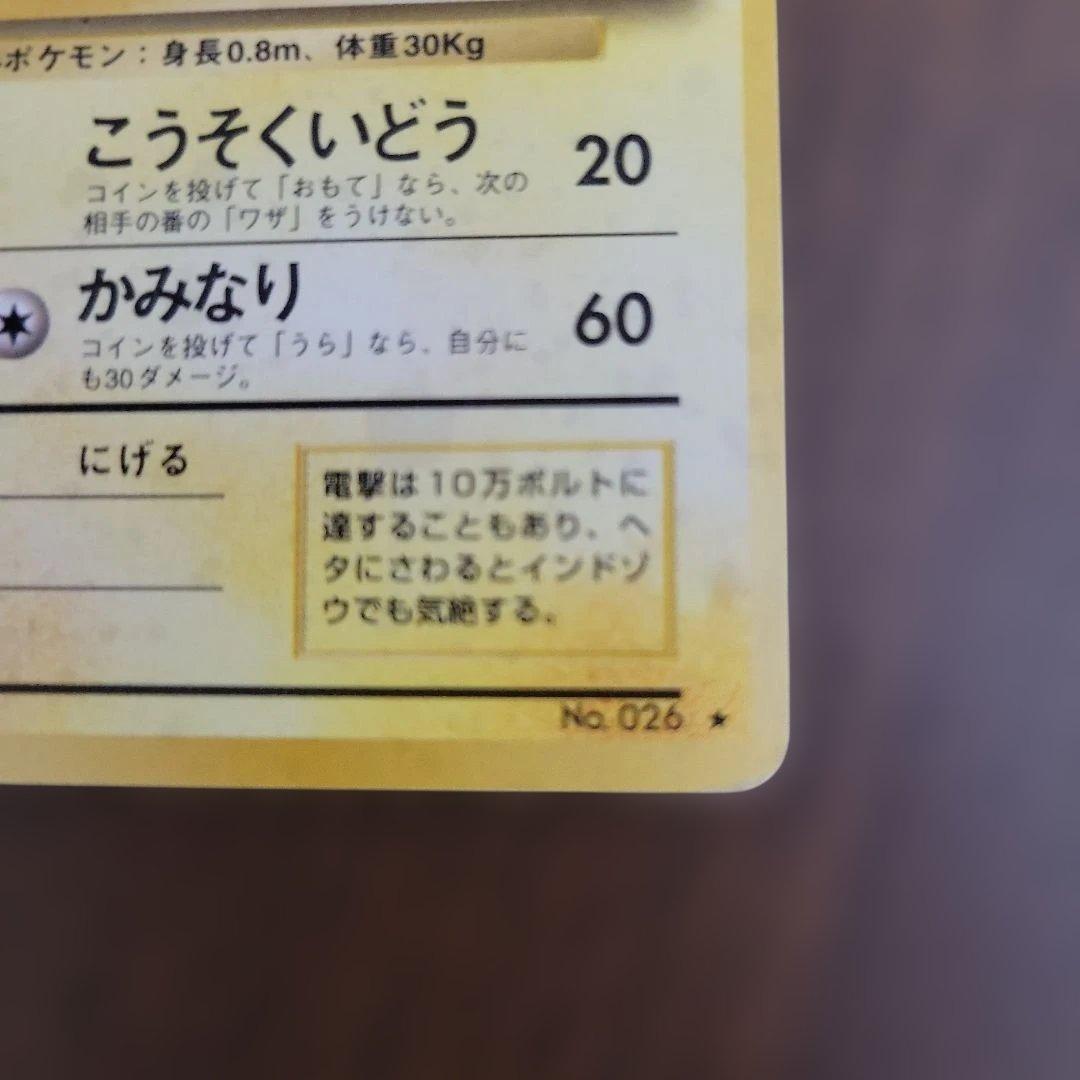 ポケモン：身長0.8m、体重30Kg
こうそくいどう 20
コインを投げて「おもて」なら、次の
相手の番の「ワザ」をうけない。
かみなり 60
コインを投げて「うら」なら、自分に
も30ダメージ。
にげる
電撃は10万ボルトに
達することもあり、ヘ
タにさわるとインドゾ
ウでも気絶する。
No. 026 ★